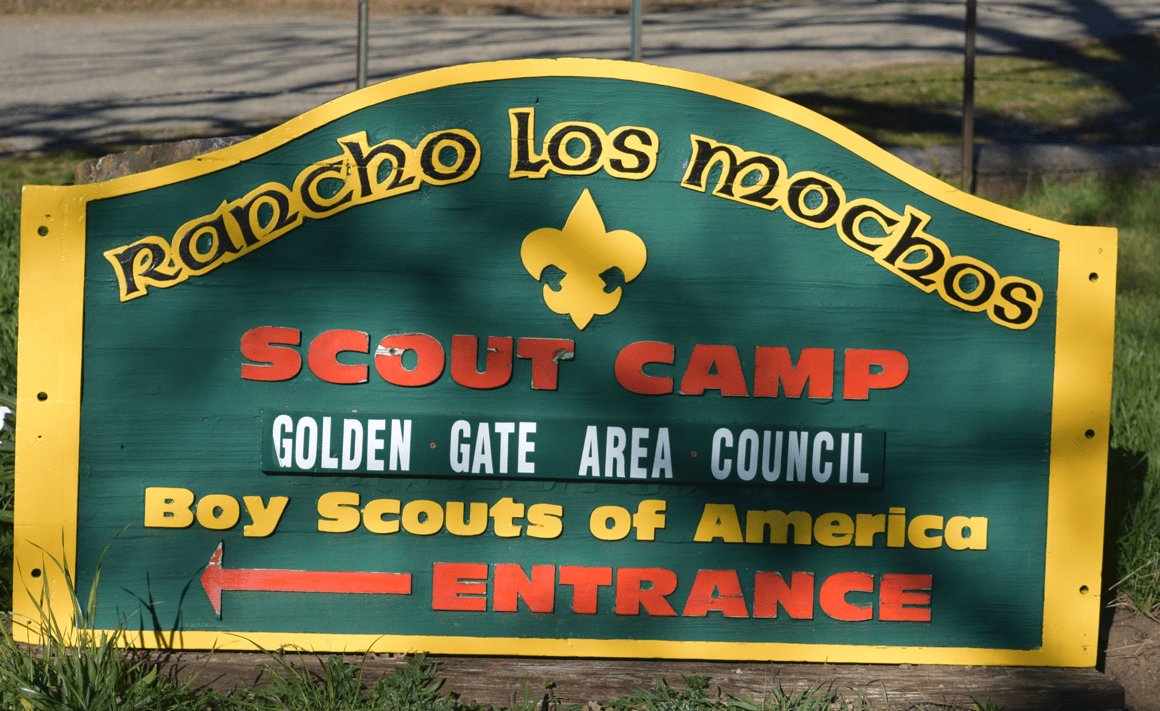 Rancho Los Mochos
SCOUT CAMP
GOLDEN GATE AREA COUNCIL
Boy Scouts of America
ENTRANCE